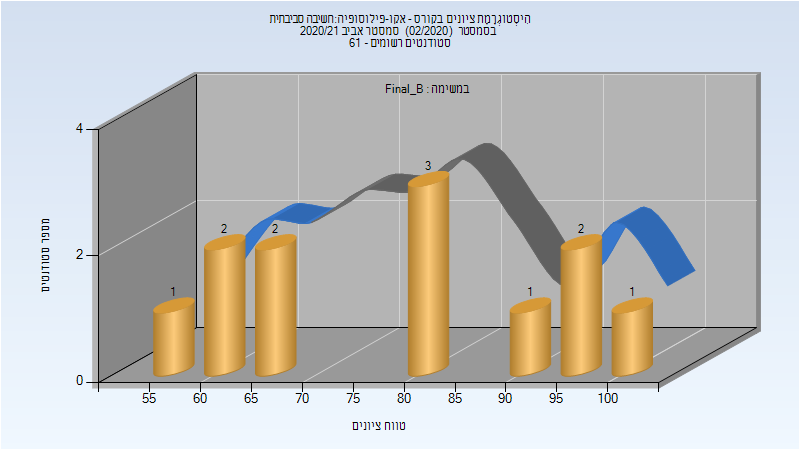 היסטוגרמת ציונים בקורס - אקו-פילוסופיה:חשיבה סביבתית
בסמסטר (02/2020) סמסטר אביב 2020/21
סטודנטים רשומים - 61
במשימה : Final_B
מספר סטודנטים
4
2
0
1
2
2
3
1
2
1
55 60 65 70 75 80 85 90 95 100
טווח ציונים